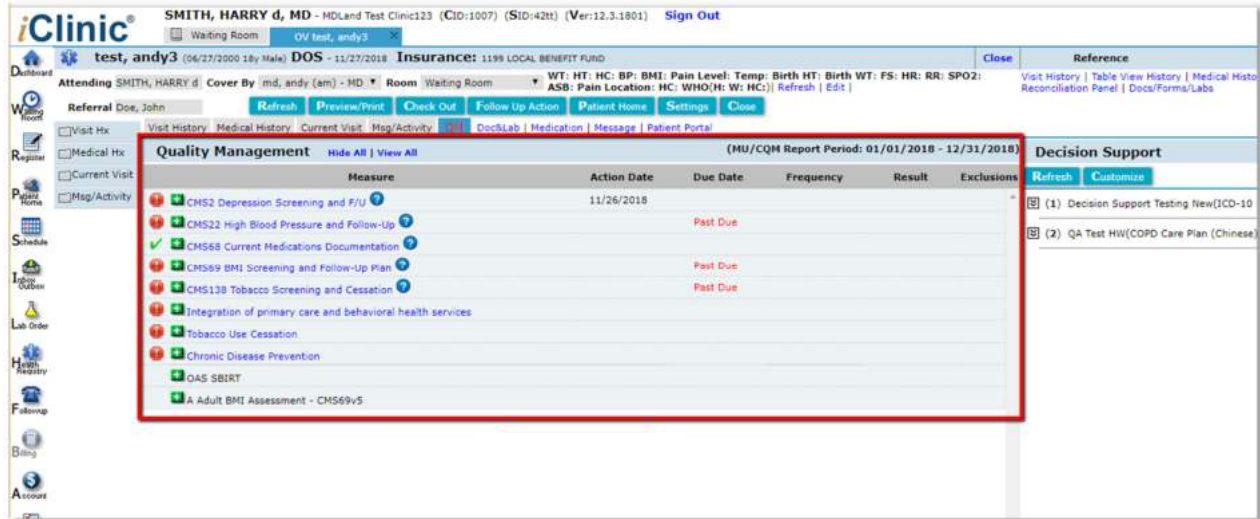 iClinic®
SMITH, HARRY d, MD - MDLand Test Clinic123 (CID:1007) (SID:42tt) (Ver:12.3.1801) Sign Out
Waiting Room OV test, andy3 ×
test, andy3 (06/27/2000 18y Male) DOS - 11/27/2018 Insurance: 1199 LOCAL BENEFIT FUND Close Reference
Attending SMITH, HARRY d Cover By md, andy (am) - MD Room Waiting Room
WT: HT: HC: BP: BMI: Pain Level: Temp: Birth HT: Birth WT: FS: HR: RR: SPO2:
ASB: Pain Location: HC: WHO(H: W: HC:)| Refresh | Edit |
Visit History | Table View History | Medical Histo
Reconciliation Panel | Docs/Forms/Labs
Referral Doe, John Refresh Preview/Print Check Out Follow Up Action Patient Home Settings Close
Visit History Medical History Current Visit Msg/Activity QM Doc&Lab | Medication | Message | Patient Portal
Visit Hx
Medical Hx
Current Visit
Msg/Activity
Dashboard
Waiting Room
Register
Patient Home
Schedule
Inbox Outbox
Lab Order
Health Registry
Followup
Billing
Account
Quality Management Hide All | View All (MU/CQM Report Period: 01/01/2018 - 12/31/2018)
Measure Action Date Due Date Frequency Result Exclusions
CMS2 Depression Screening and F/U ? 11/26/2018
CMS22 High Blood Pressure and Follow-Up ? Past Due
CMS68 Current Medications Documentation ?
CMS69 BMI Screening and Follow-Up Plan ? Past Due
CMS138 Tobacco Screening and Cessation ? Past Due
Integration of primary care and behavioral health services
Tobacco Use Cessation
Chronic Disease Prevention
OAS SBIRT
A Adult BMI Assessment - CMS69v5
Decision Support
Refresh Customize
(1) Decision Support Testing New(ICD-10
(2) QA Test HW(COPD Care Plan (Chinese)